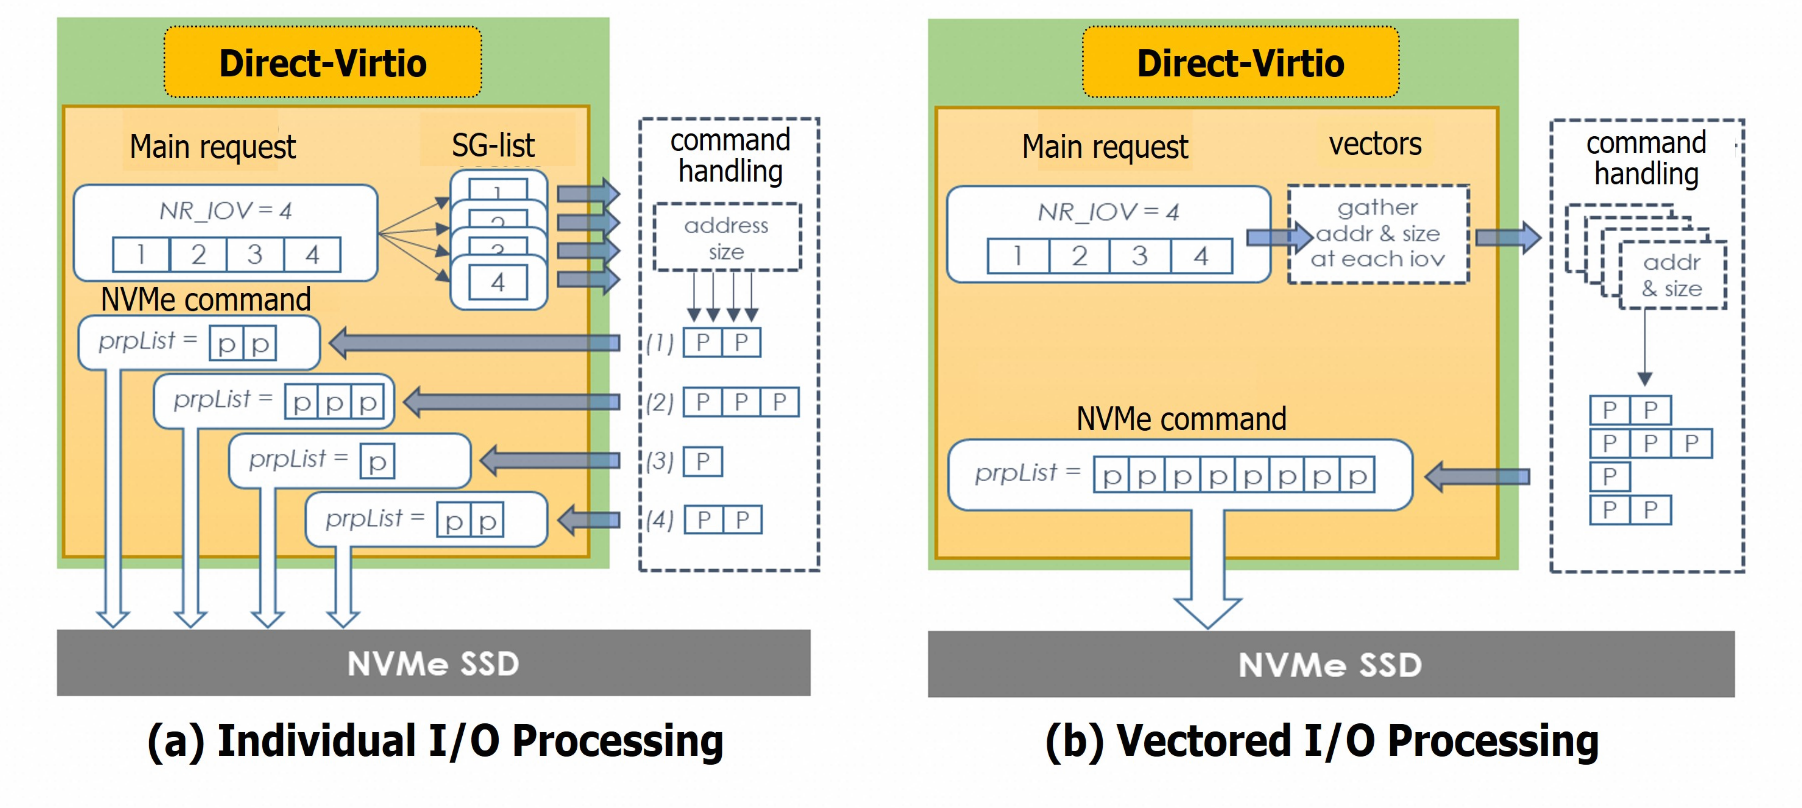 Direct-Virtio
Main request
SG-list
command
handling
NR_IOV = 4
1 2 3 4
1
2
3
4
address
size
NVMe command
prpList = p p
(1) P P
prpList = p p p
(2) P P P
prpList = p
(3) P
prpList = p p
(4) P P
NVMe SSD
(a) Individual I/O Processing
Direct-Virtio
Main request
vectors
command
handling
NR_IOV = 4
1 2 3 4
gather
addr & size
at each iov
addr
& size
P P
P P P
P
P P
NVMe command
prpList = p p p p p p p p
NVMe SSD
(b) Vectored I/O Processing